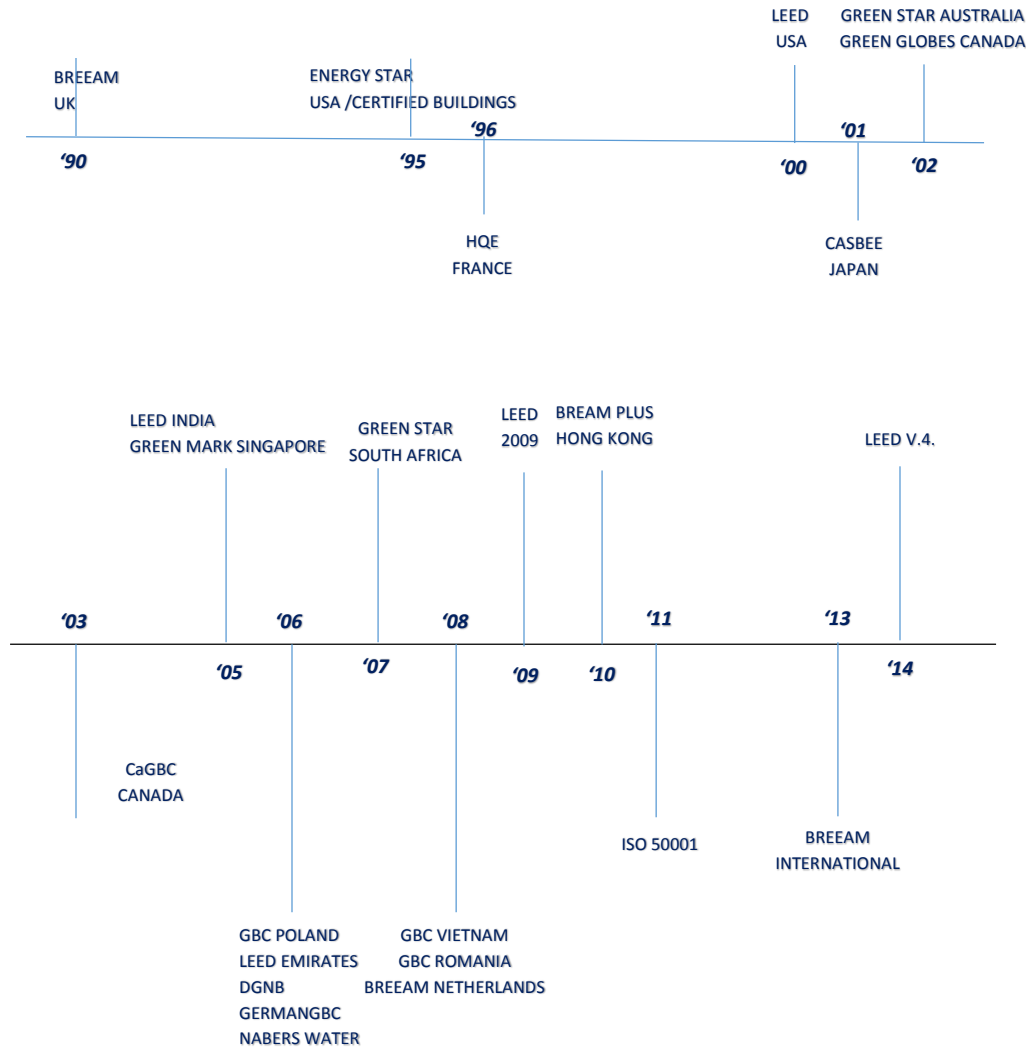 LEED
USA
GREEN STAR AUSTRALIA
GREEN GLOBES CANADA
BREEAM
UK
ENERGY STAR
USA /CERTIFIED BUILDINGS
‘96
‘01
‘90
‘95
‘00
‘02
HQE
FRANCE
CASBEE
JAPAN
LEED INDIA
GREEN MARK SINGAPORE
GREEN STAR
SOUTH AFRICA
LEED
2009
BREAM PLUS
HONG KONG
LEED V.4.
‘03
‘06
‘08
‘11
‘13
‘05
‘07
‘09
‘10
‘14
CaGBC
CANADA
ISO 50001
BREEAM
INTERNATIONAL
GBC POLAND
LEED EMIRATES
DGNB
GERMANGBC
NABERS WATER
GBC VIETNAM
GBC ROMANIA
BREEAM NETHERLANDS